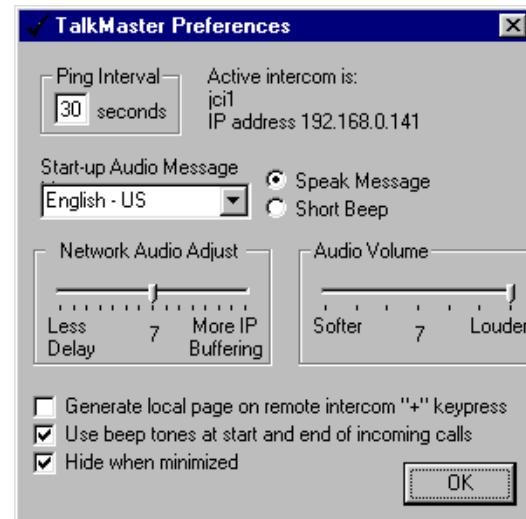 TalkMaster Preferences
Ping Interval
30 seconds
Active intercom is:
jci1
IP address 192.168.0.141
Start-up Audio Message
English - US
Speak Message
Short Beep
Network Audio Adjust
Less Delay
7
More IP Buffering
Audio Volume
Softer
7
Louder
Generate local page on remote intercom "+" keypress
Use beep tones at start and end of incoming calls
Hide when minimized
OK